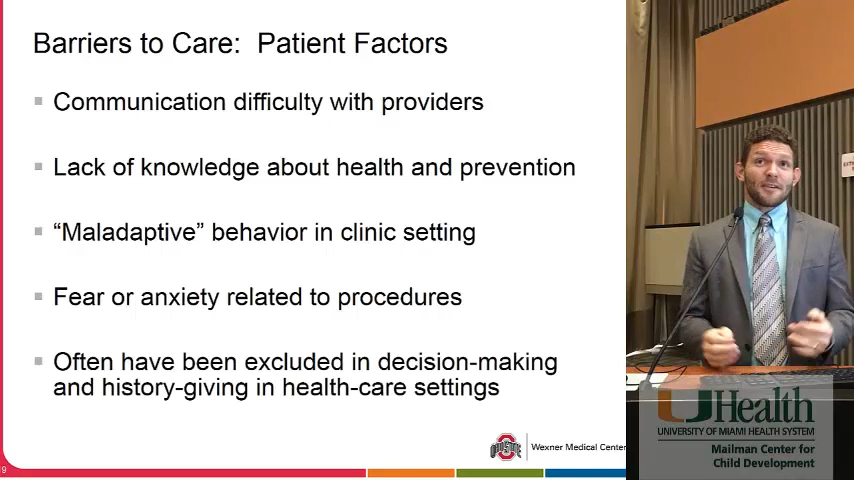 Barriers to Care: Patient Factors
Communication difficulty with providers
Lack of knowledge about health and prevention
“Maladaptive” behavior in clinic setting
Fear or anxiety related to procedures
Often have been excluded in decision-making
and history-giving in health-care settings
Wexner Medical Center
9
UHealth
UNIVERSITY OF MIAMI HEALTH SYSTEM
Mailman Center for
Child Development